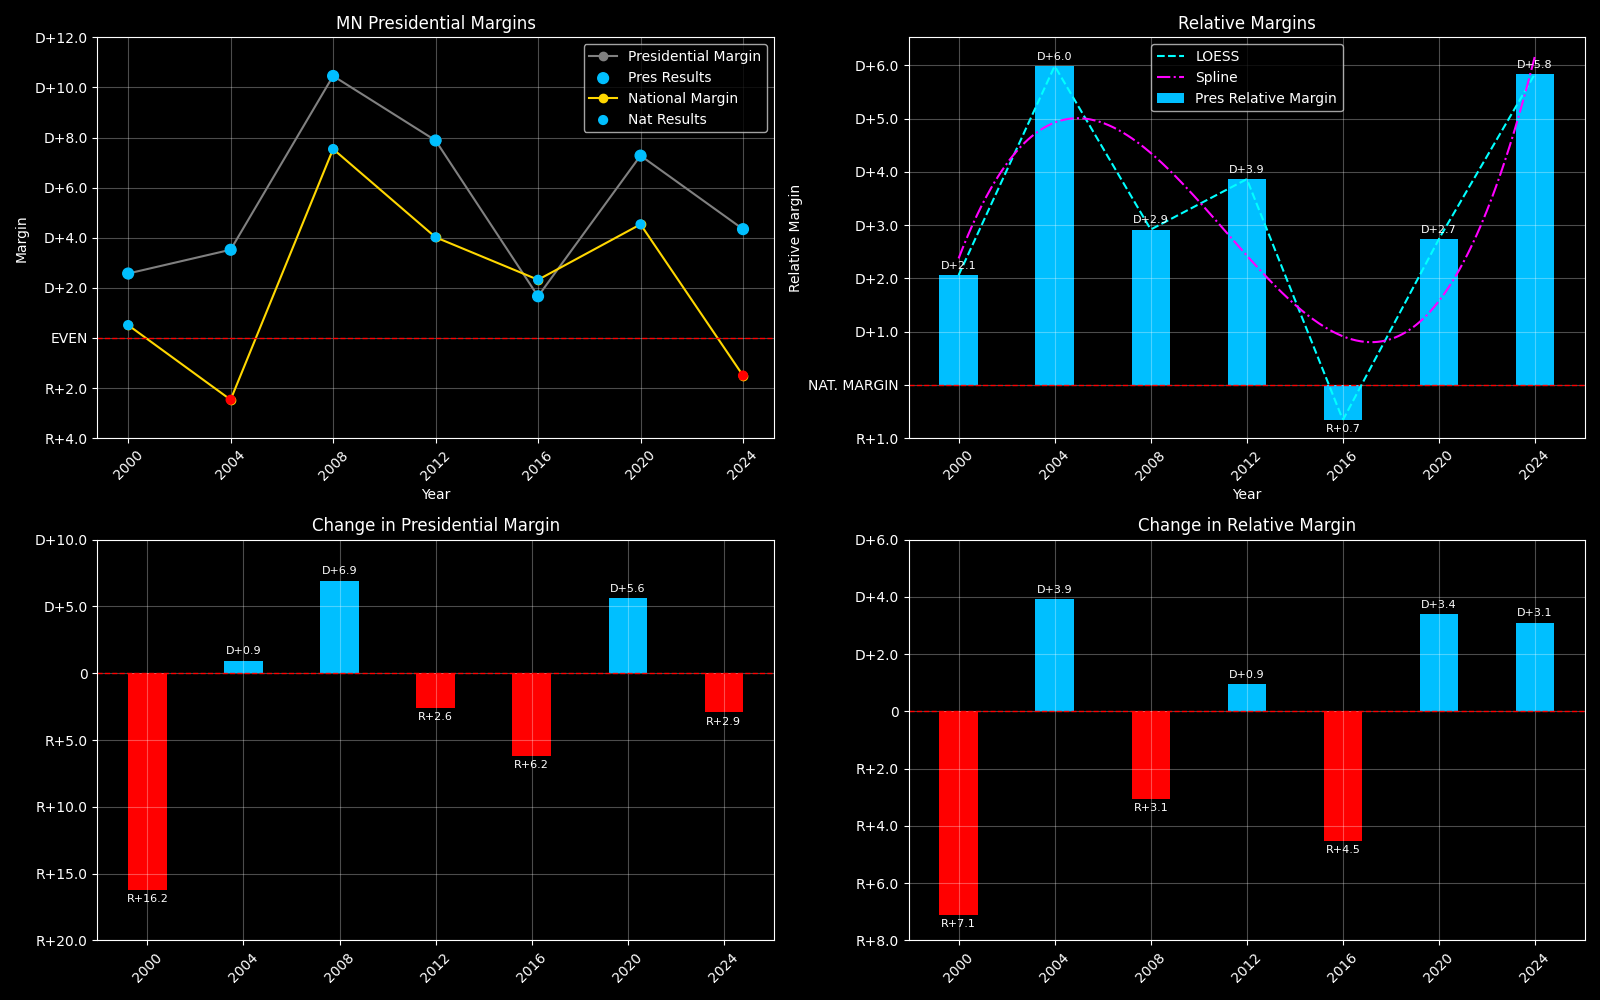 MN Presidential Margins
D+12.0
D+10.0
D+8.0
D+6.0
D+4.0
D+2.0
EVEN
R+2.0
R+4.0
Margin
Presidential Margin
Pres Results
National Margin
Nat Results
2000
2004
2008
2012
2016
2020
2024
Year
Relative Margins
D+6.0
D+5.0
D+4.0
D+3.0
D+2.0
D+1.0
NAT. MARGIN
R+1.0
Relative Margin
LOESS
Spline
Pres Relative Margin
D+2.1
D+6.0
D+2.9
D+3.9
R+0.7
D+2.7
D+5.8
2000
2004
2008
2012
2016
2020
2024
Year
Change in Presidential Margin
D+10.0
D+5.0
0
R+5.0
R+10.0
R+15.0
R+20.0
R+16.2
D+0.9
D+6.9
R+2.6
R+6.2
D+5.6
R+2.9
2000
2004
2008
2012
2016
2020
2024
Change in Relative Margin
D+6.0
D+4.0
D+2.0
0
R+2.0
R+4.0
R+6.0
R+8.0
R+7.1
D+3.9
R+3.1
D+0.9
R+4.5
D+3.4
D+3.1
2000
2004
2008
2012
2016
2020
2024